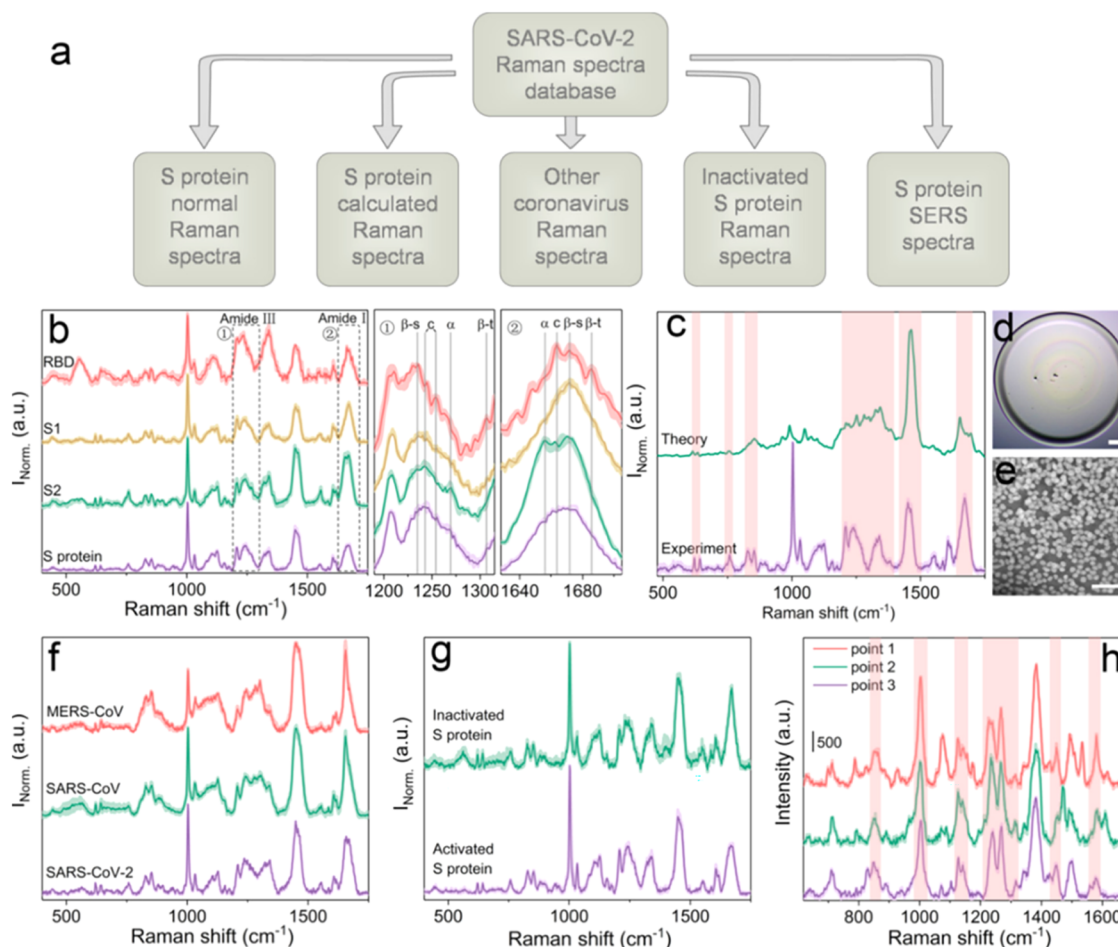 a
SARS-CoV-2
Raman spectra
database
S protein
normal
Raman
spectra
S protein
calculated
Raman
spectra
Other
coronavirus
Raman
spectra
Inactivated
S protein
Raman
spectra
S protein
SERS
spectra
b
① Amide III
② Amide I
RBD
S1
S2
S protein
I Norm. (a.u.)
500 1000 1500
① β-s c α β-t
1200 1250 1300
② α c β-s β-t
1640 1680
Raman shift (cm⁻¹)
c
Theory
Experiment
I Norm. (a.u.)
500 1000 1500
Raman shift (cm⁻¹)
d
e
f
MERS-CoV
SARS-CoV
SARS-CoV-2
I Norm. (a.u.)
500 1000 1500
Raman shift (cm⁻¹)
g
Inactivated
S protein
Activated
S protein
I Norm. (a.u.)
500 1000 1500
Raman shift (cm⁻¹)
h
point 1
point 2
point 3
500
Intensity (a.u.)
800 1000 1200 1400 1600
Raman shift (cm⁻¹)